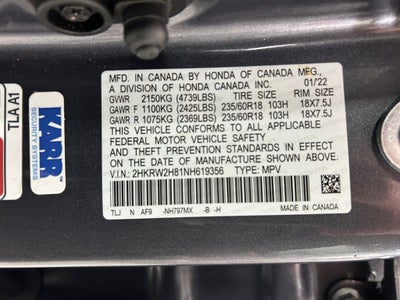 MFD. IN CANADA BY HONDA OF CANADA MFG.,
A DIVISION OF HONDA CANADA INC. 01/22
GVWR 2150KG (4739LBS) TIRE SIZE RIM SIZE
GAWR F 1100KG (2425LBS) 235/60R18 103H 18X7.5J
GAWR R 1075KG (2369LBS) 235/60R18 103H 18X7.5J
THIS VEHICLE CONFORMS TO ALL APPLICABLE
FEDERAL MOTOR VEHICLE SAFETY, BUMPER,
AND THEFT PREVENTION STANDARDS IN EFFECT
ON THE DATE OF MANUFACTURE SHOWN ABOVE.
V.I.N.: 2HKRW2H81NH619356 TYPE: MPV
TLJ N AF9 -NH797MX -B -H MADE IN CANADA
TLA A1
KARR
SECURITY SYSTEMS